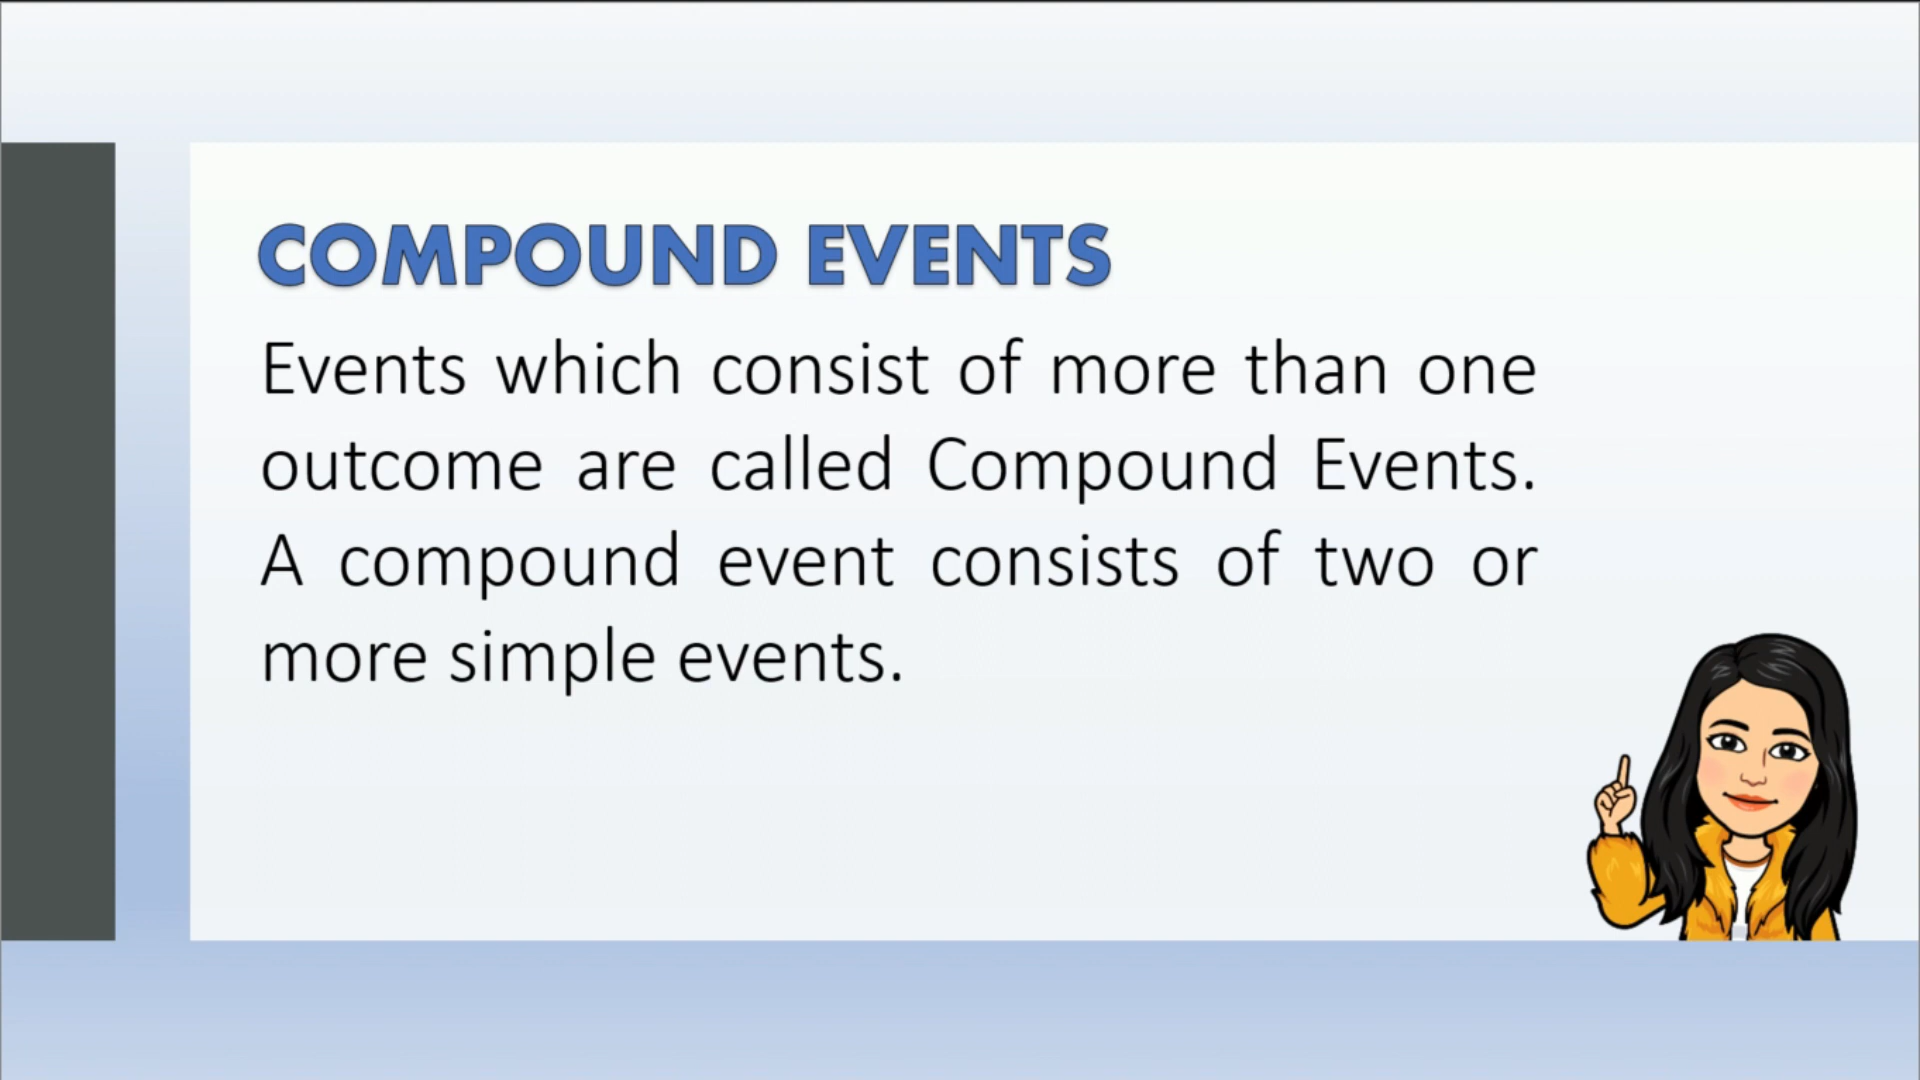 COMPOUND EVENTS
Events which consist of more than one
outcome are called Compound Events.
A compound event consists of two or
more simple events.